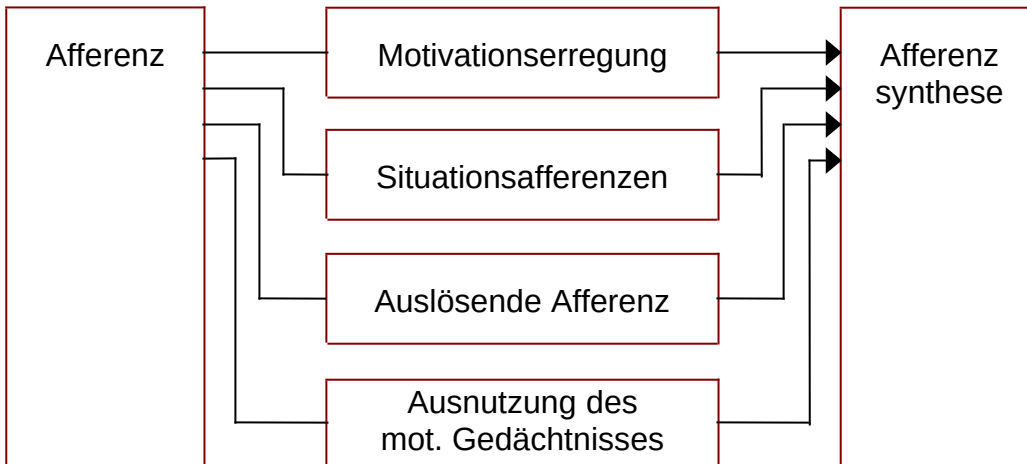 Afferenz
Motivationserregung
Situationsafferenzen
Auslösende Afferenz
Ausnutzung des
mot. Gedächtnisses
Afferenz
synthese